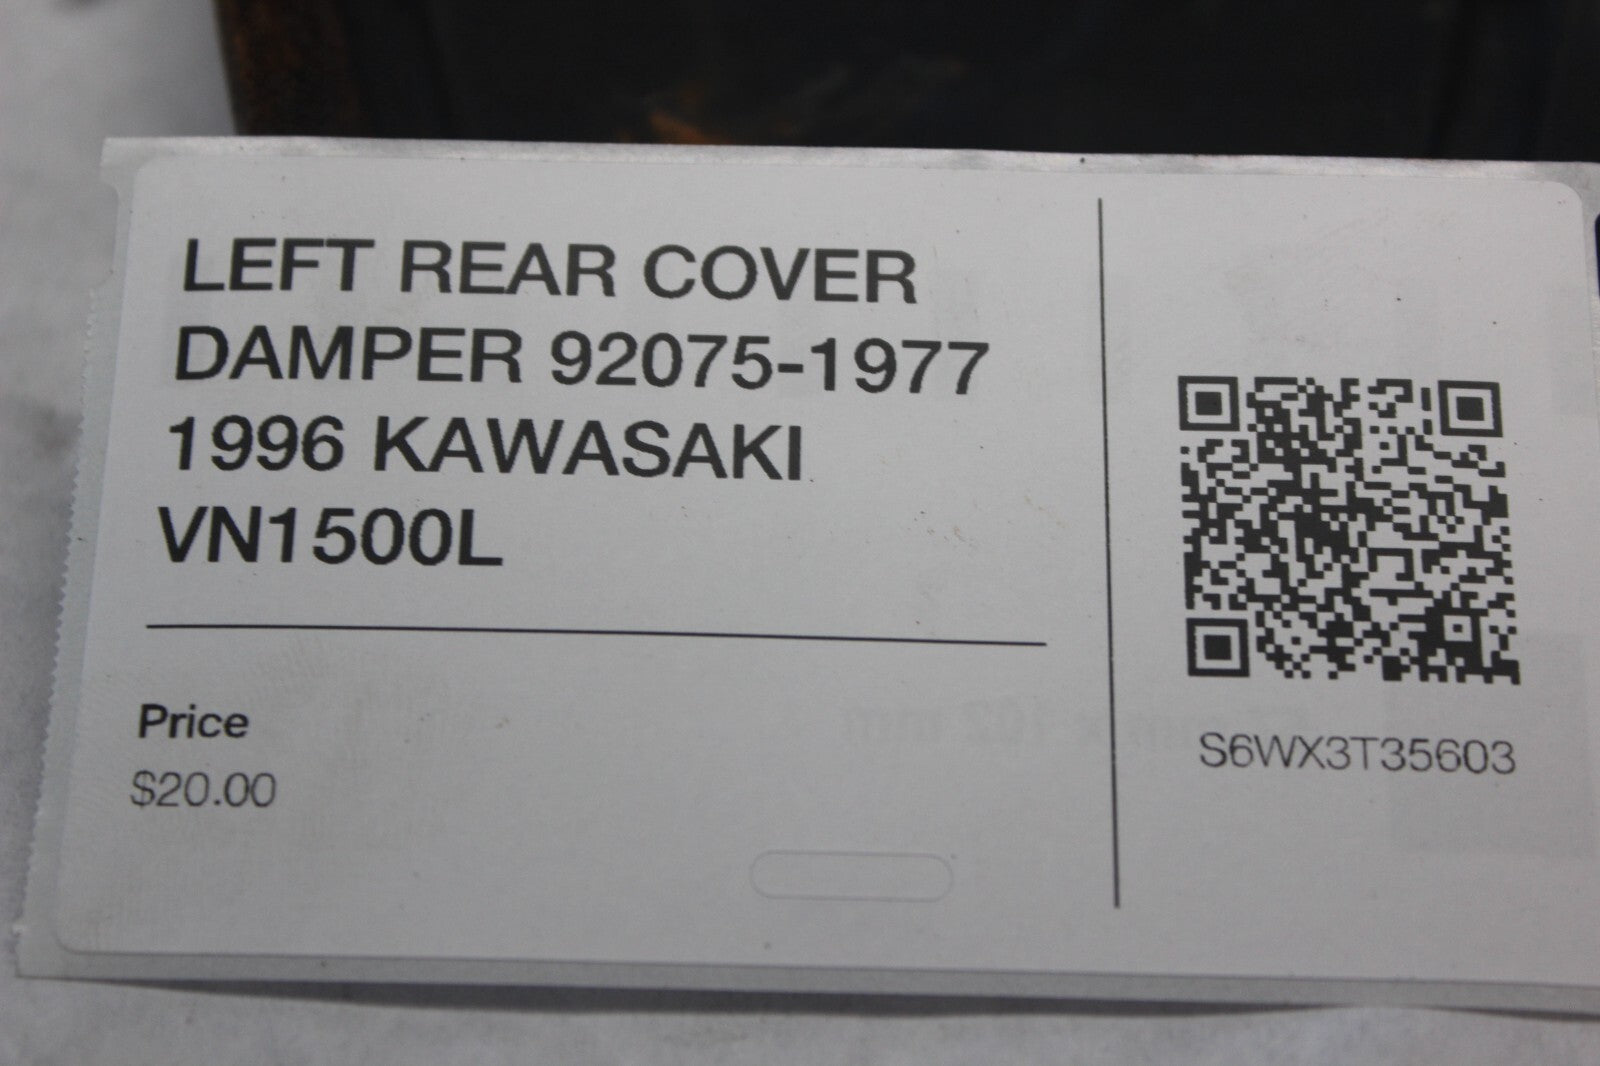 LEFT REAR COVER
DAMPER 92075-1977
1996 KAWASAKI
VN1500L
Price
$20.00
S6WX3T35603